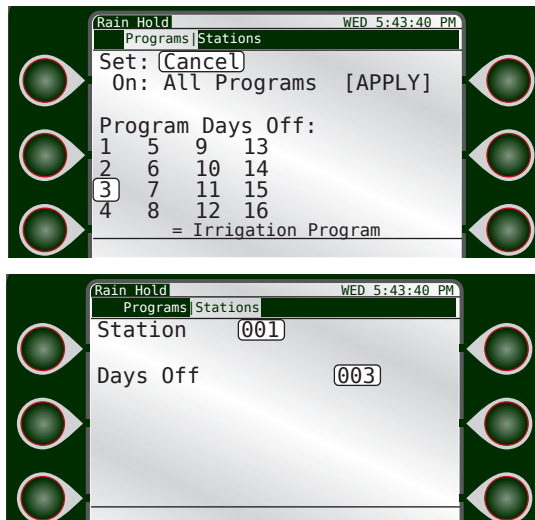 Rain Hold WED 5:43:40 PM
Programs|Stations
Set: Cancel
On: All Programs [APPLY]
Program Days Off:
1 5 9 13
2 6 10 14
3 7 11 15
4 8 12 16
= Irrigation Program
Rain Hold WED 5:43:40 PM
Programs|Stations
Station 001
Days Off 003